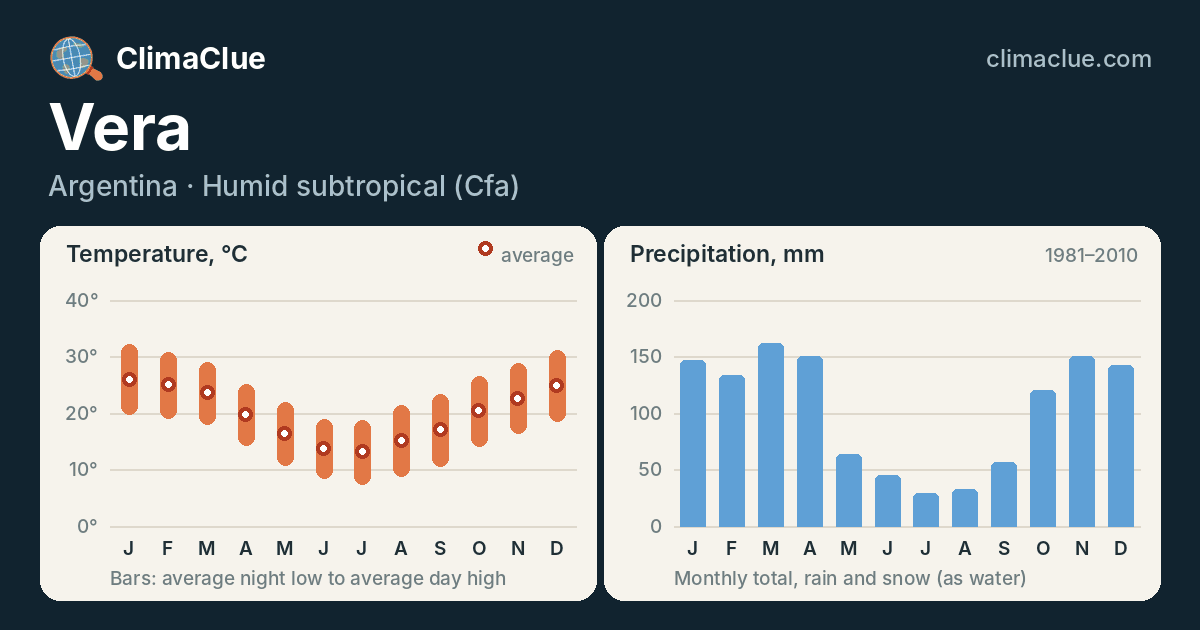 ClimaClue
climaclue.com
Vera
Argentina · Humid subtropical (Cfa)
Temperature, °C
average
40°
30°
20°
10°
0°
J F M A M J J A S O N D
Bars: average night low to average day high
Precipitation, mm
1981–2010
200
150
100
50
0
J F M A M J J A S O N D
Monthly total, rain and snow (as water)